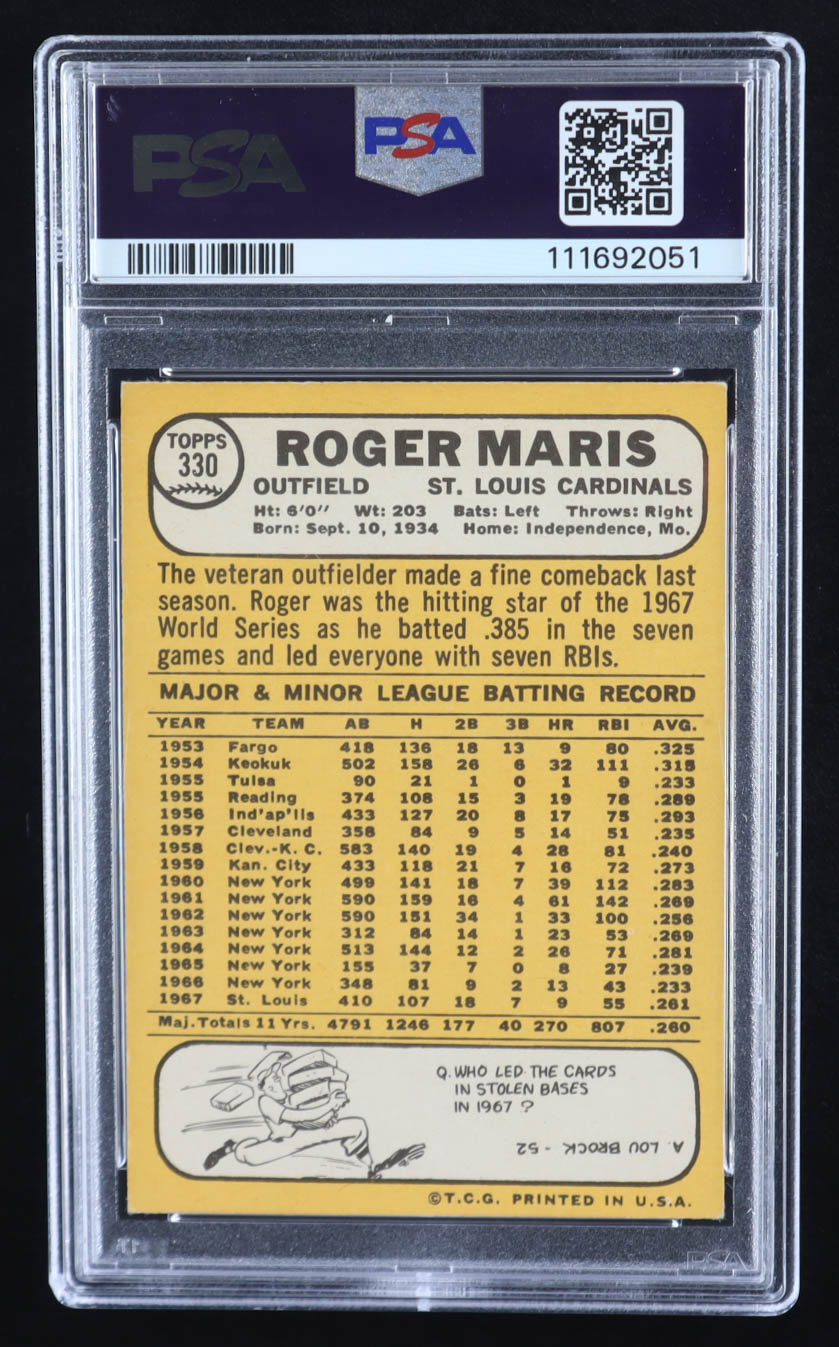 PSA PSA
111692051
TOPPS
330
ROGER MARIS
OUTFIELD ST. LOUIS CARDINALS
Ht: 6'0" Wt: 203 Bats: Left Throws: Right
Born: Sept. 10, 1934 Home: Independence, Mo.
The veteran outfielder made a fine comeback last
season. Roger was the hitting star of the 1967
World Series as he batted .385 in the seven
games and led everyone with seven RBIs.
MAJOR & MINOR LEAGUE BATTING RECORD
YEAR TEAM AB H 2B 3B HR RBI AVG.
1953 Fargo 418 136 18 13 9 80 .325
1954 Keokuk 502 158 26 6 32 111 .315
1955 Tulsa 90 21 1 0 1 9 .233
1955 Reading 374 108 15 3 19 78 .289
1956 Ind'ap'lis 433 127 20 8 17 75 .293
1957 Cleveland 358 84 9 5 14 51 .235
1958 Clev.-K. C. 583 140 19 4 28 81 .240
1959 Kan. City 433 118 21 7 16 72 .273
1960 New York 499 141 18 7 39 112 .283
1961 New York 590 159 16 4 61 142 .269
1962 New York 590 151 34 1 33 100 .256
1963 New York 312 84 14 1 23 53 .269
1964 New York 513 144 12 2 26 71 .281
1965 New York 155 37 7 0 8 27 .239
1966 New York 348 81 9 2 13 43 .233
1967 St. Louis 410 107 18 7 9 55 .261
Maj. Totals 11 Yrs. 4791 1246 177 40 270 807 .260
Q. WHO LED THE CARDS
IN STOLEN BASES
IN 1967 ?
A. LOU BROCK - 52
©T.C.G. PRINTED IN U.S.A.
PSA